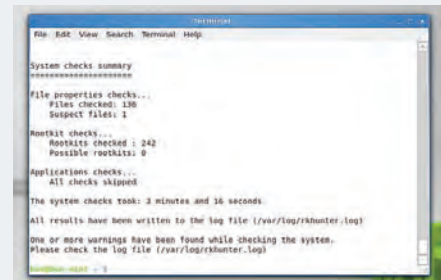 Terminal
File Edit View Search Terminal Help
System checks summary
=====================
File properties checks...
Files checked: 136
Suspect files: 1
Rootkit checks...
Rootkits checked : 242
Possible rootkits: 0
Applications checks...
All checks skipped
The system checks took: 2 minutes and 16 seconds
All results have been written to the log file (/var/log/rkhunter.log)
One or more warnings have been found while checking the system.
Please check the log file (/var/log/rkhunter.log)